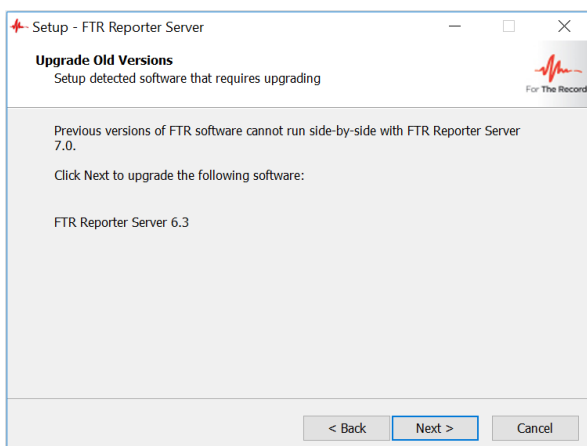 Setup - FTR Reporter Server
Upgrade Old Versions
Setup detected software that requires upgrading
For The Record
Previous versions of FTR software cannot run side-by-side with FTR Reporter Server
7.0.
Click Next to upgrade the following software:
FTR Reporter Server 6.3
< Back
Next >
Cancel